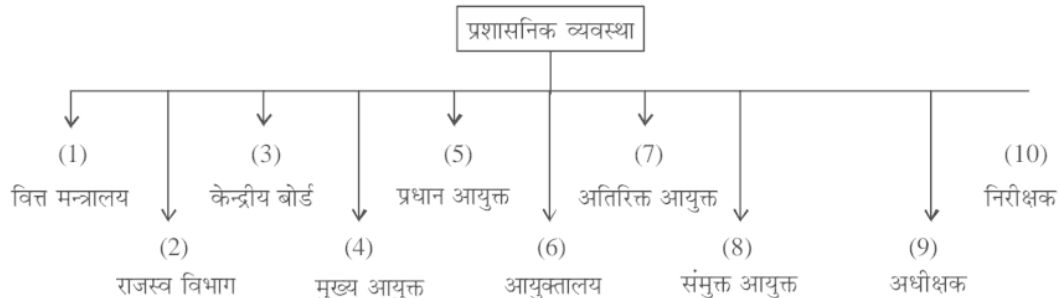 प्रशासनिक व्यवस्था
(1)
वित्त मन्त्रालय
(2)
राजस्व विभाग
(3)
केन्द्रीय बोर्ड
(4)
मुख्य आयुक्त
(5)
प्रधान आयुक्त
(6)
आयुक्तालय
(7)
अतिरिक्त आयुक्त
(8)
संमुक्त आयुक्त
(9)
अधीक्षक
(10)
निरीक्षक